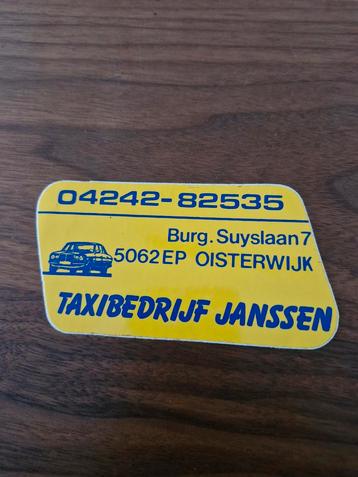 04242-82535
Burg. Suyslaan 7
5062 EP OISTERWIJK
TAXIBEDRIJF JANSSEN